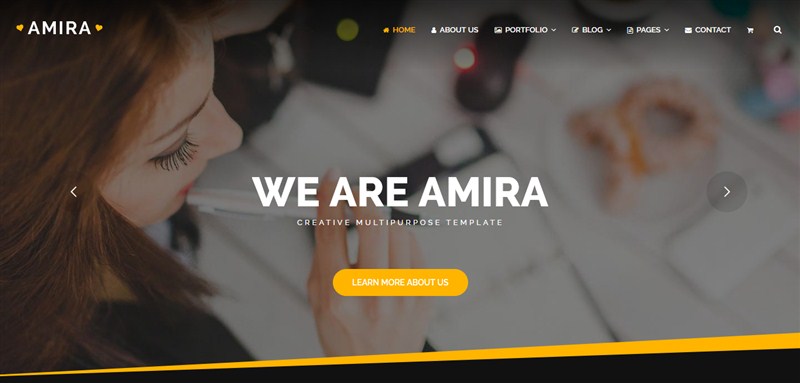 AMIRA
HOME ABOUT US PORTFOLIO BLOG PAGES CONTACT
WE ARE AMIRA
CREATIVE MULTIPURPOSE TEMPLATE
LEARN MORE ABOUT US